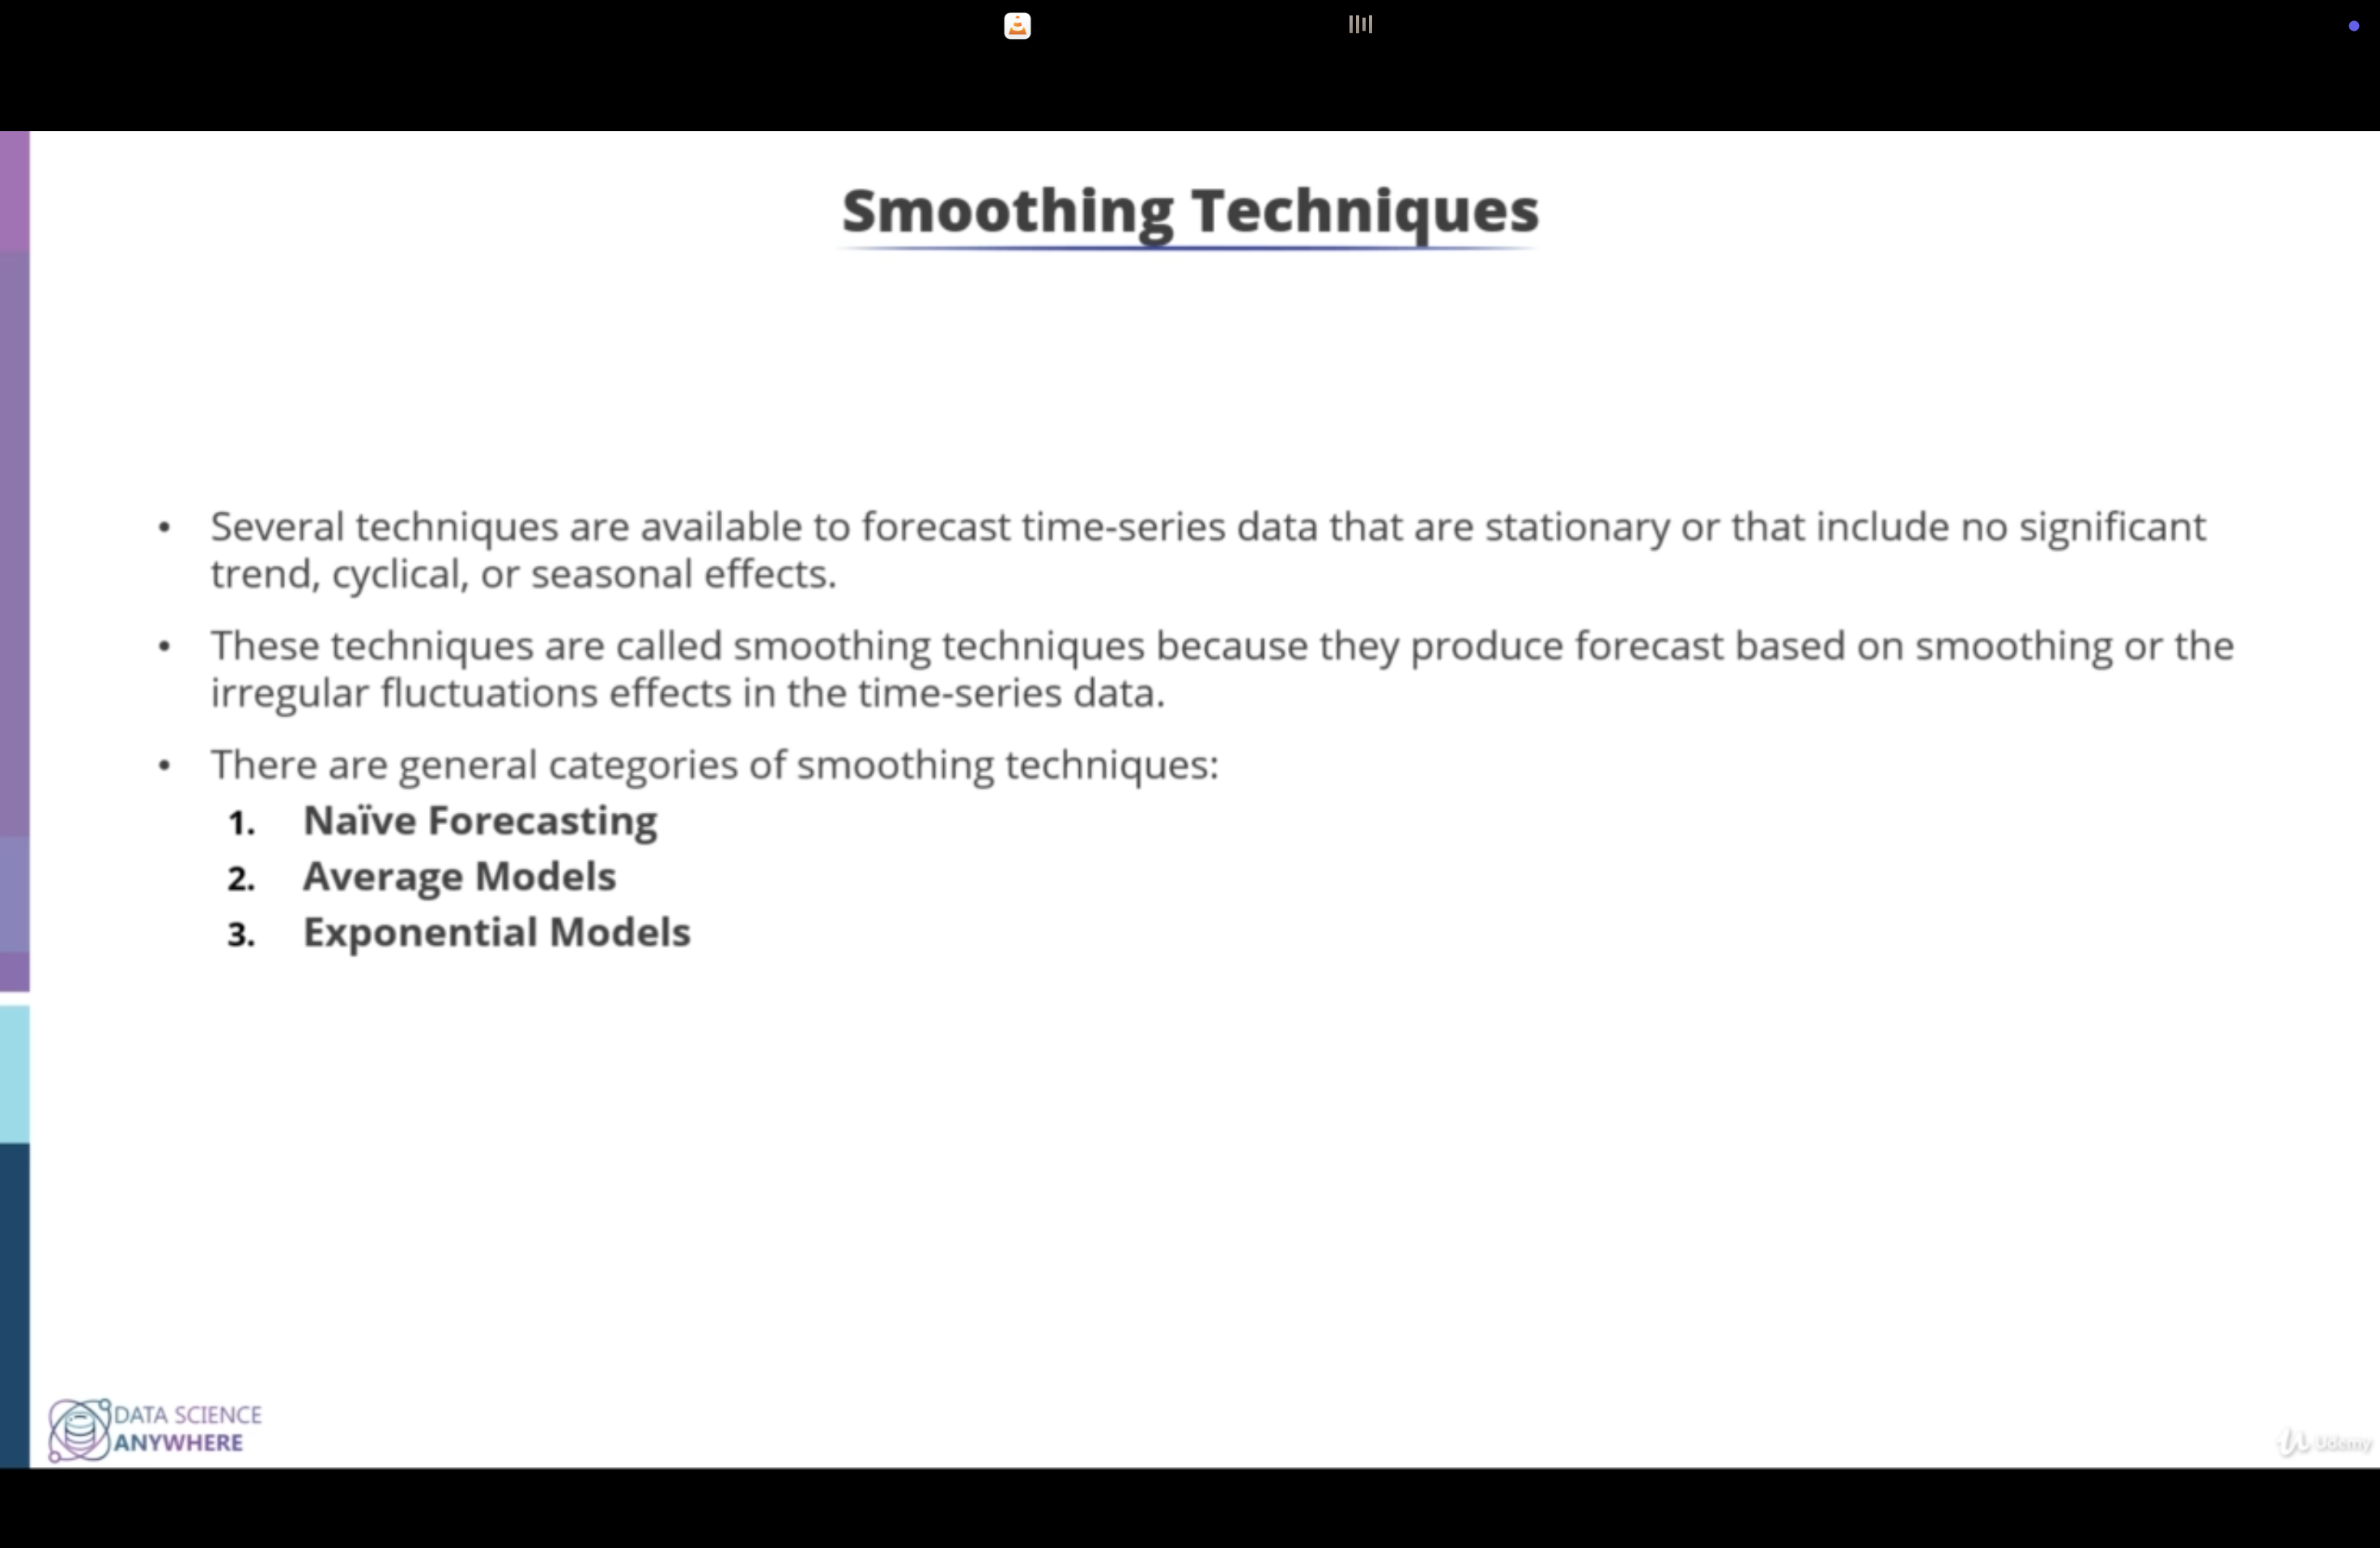 Smoothing Techniques
• Several techniques are available to forecast time-series data that are stationary or that include no significant
trend, cyclical, or seasonal effects.
• These techniques are called smoothing techniques because they produce forecast based on smoothing or the
irregular fluctuations effects in the time-series data.
• There are general categories of smoothing techniques:
1. Naïve Forecasting
2. Average Models
3. Exponential Models
DATA SCIENCE
ANYWHERE
Udemy